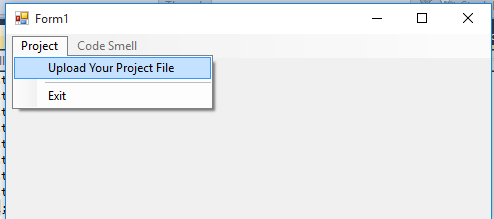 Form1
Project Code Smell
Upload Your Project File
Exit